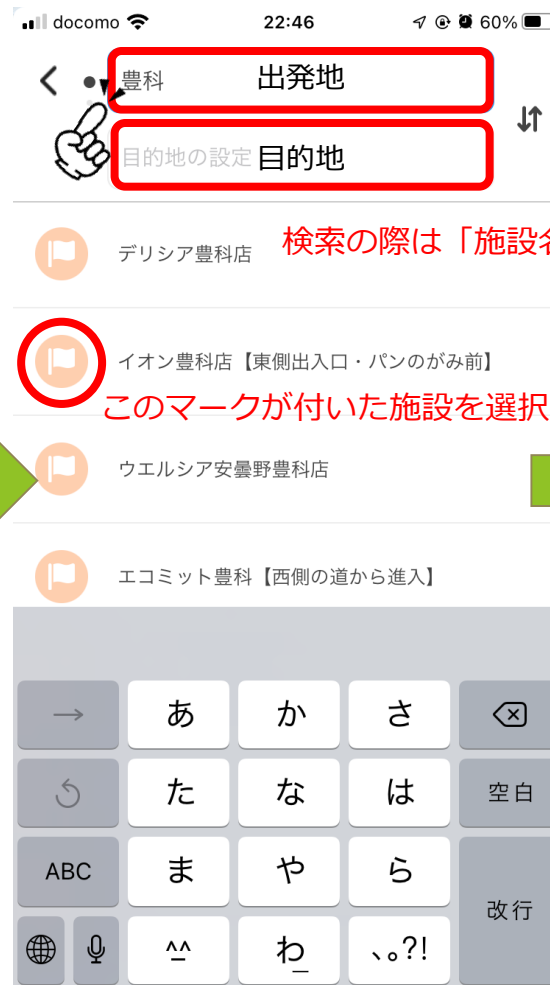 docomo 22:46 60%
豊科 出発地
目的地の設定 目的地
デリシア豊科店 検索の際は「施設名
イオン豊科店【東側出入口・パンのがみ前】
このマークが付いた施設を選択
ウエルシア安曇野豊科店
エコミット豊科【西側の道から進入】
→ あ か さ
た な は 空白
ABC ま や ら 改行
^_^ わ_ 、。?!